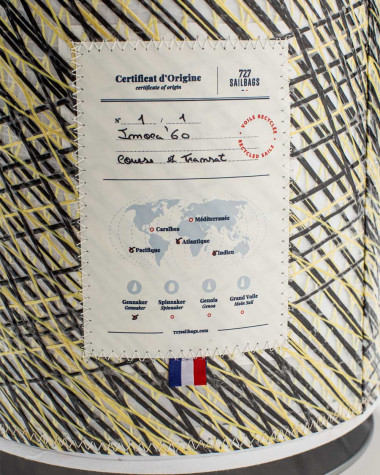 Certificat d'Origine
certificate of origin
727
SAILBAGS
N° 1 / 1
Imoca 60
Course et Transat
VOILE RECYCLÉE
RECYCLED SAILS
Caraïbes
Méditerranée
Atlantique
Pacifique
Indien
Gennaker
Gennaker
Spinnaker
Spinnaker
Genois
Genoa
Grand Voile
Main Sail
727sailbags.com